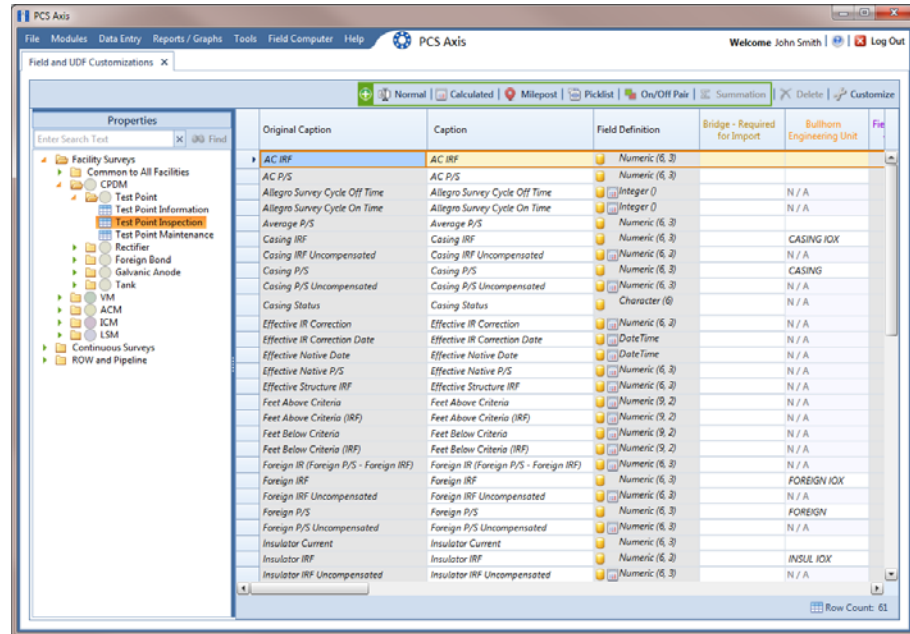 PCS Axis
File Modules Data Entry Reports / Graphs Tools Field Computer Help PCS Axis Welcome John Smith | | Log Out
Field and UDF Customizations X
Normal | Calculated | Milepost | Picklist | On/Off Pair | Summation | Delete | Customize
Properties
Enter Search Text x Find
Facility Surveys
Common to All Facilities
CPDM
Test Point
Test Point Information
Test Point Inspection
Test Point Maintenance
Rectifier
Foreign Bond
Galvanic Anode
Tank
VM
ACM
ICM
LSM
Continuous Surveys
ROW and Pipeline
Original Caption Caption Field Definition Bridge - Required for Import Bullhorn Engineering Unit Fie
AC IRF AC IRF Numeric (6, 3)
AC P/S AC P/S Numeric (6, 3)
Allegro Survey Cycle Off Time Allegro Survey Cycle Off Time Integer () N / A
Allegro Survey Cycle On Time Allegro Survey Cycle On Time Integer () N / A
Average P/S Average P/S Numeric (6, 3)
Casing IRF Casing IRF Numeric (6, 3) CASING IOX
Casing IRF Uncompensated Casing IRF Uncompensated Numeric (6, 3) N / A
Casing P/S Casing P/S Numeric (6, 3) CASING
Casing P/S Uncompensated Casing P/S Uncompensated Numeric (6, 3) N / A
Casing Status Casing Status Character (6) N / A
Effective IR Correction Effective IR Correction Numeric (6, 3) N / A
Effective IR Correction Date Effective IR Correction Date DateTime N / A
Effective Native Date Effective Native Date DateTime N / A
Effective Native P/S Effective Native P/S Numeric (6, 3) N / A
Effective Structure IRF Effective Structure IRF Numeric (6, 3) N / A
Feet Above Criteria Feet Above Criteria Numeric (9, 2) N / A
Feet Above Criteria (IRF) Feet Above Criteria (IRF) Numeric (9, 2) N / A
Feet Below Criteria Feet Below Criteria Numeric (9, 2) N / A
Feet Below Criteria (IRF) Feet Below Criteria (IRF) Numeric (9, 2) N / A
Foreign IR (Foreign P/S - Foreign IRF) Foreign IR (Foreign P/S - Foreign IRF) Numeric (6, 3) N / A
Foreign IRF Foreign IRF Numeric (6, 3) FOREIGN IOX
Foreign IRF Uncompensated Foreign IRF Uncompensated Numeric (6, 3) N / A
Foreign P/S Foreign P/S Numeric (6, 3) FOREIGN
Foreign P/S Uncompensated Foreign P/S Uncompensated Numeric (6, 3) N / A
Insulator Current Insulator Current Numeric (6, 3)
Insulator IRF Insulator IRF Numeric (6, 3) INSUL IOX
Insulator IRF Uncompensated Insulator IRF Uncompensated Numeric (6, 3) N / A
Row Count: 61